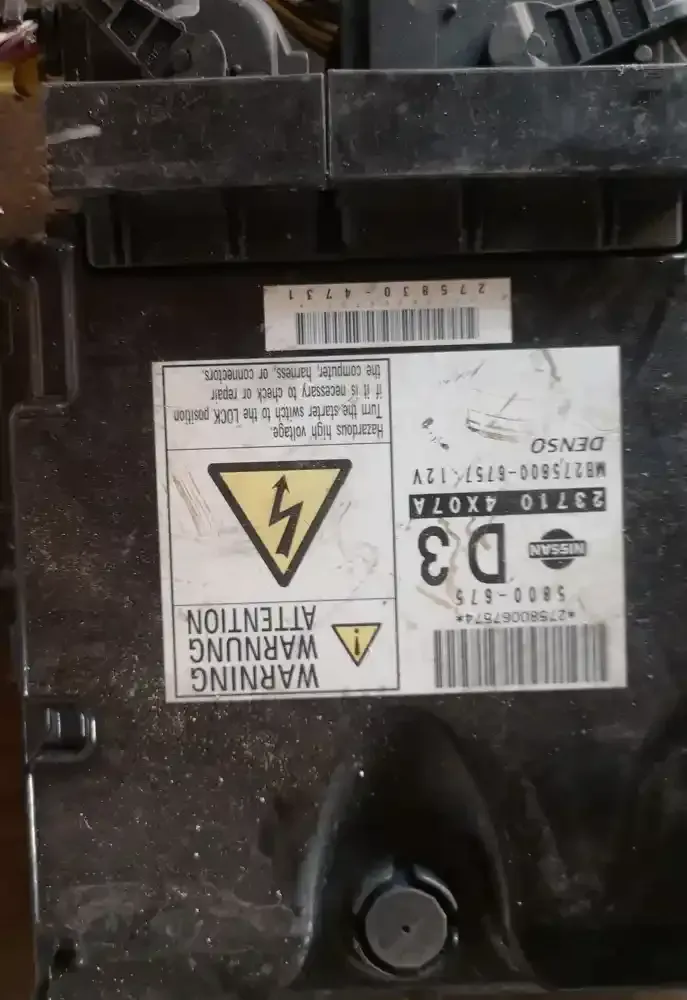 *27580067574*
5800-675
NISSAN
D3
23710 4X07A
MB275800-6757 12V
DENSO
WARNING
WARNUNG
ATTENTION
Hazardous high voltage.
Turn the starter switch to the LOCK position
if it is necessary to check or repair
the computer, harness, or connectors.
275830-4731